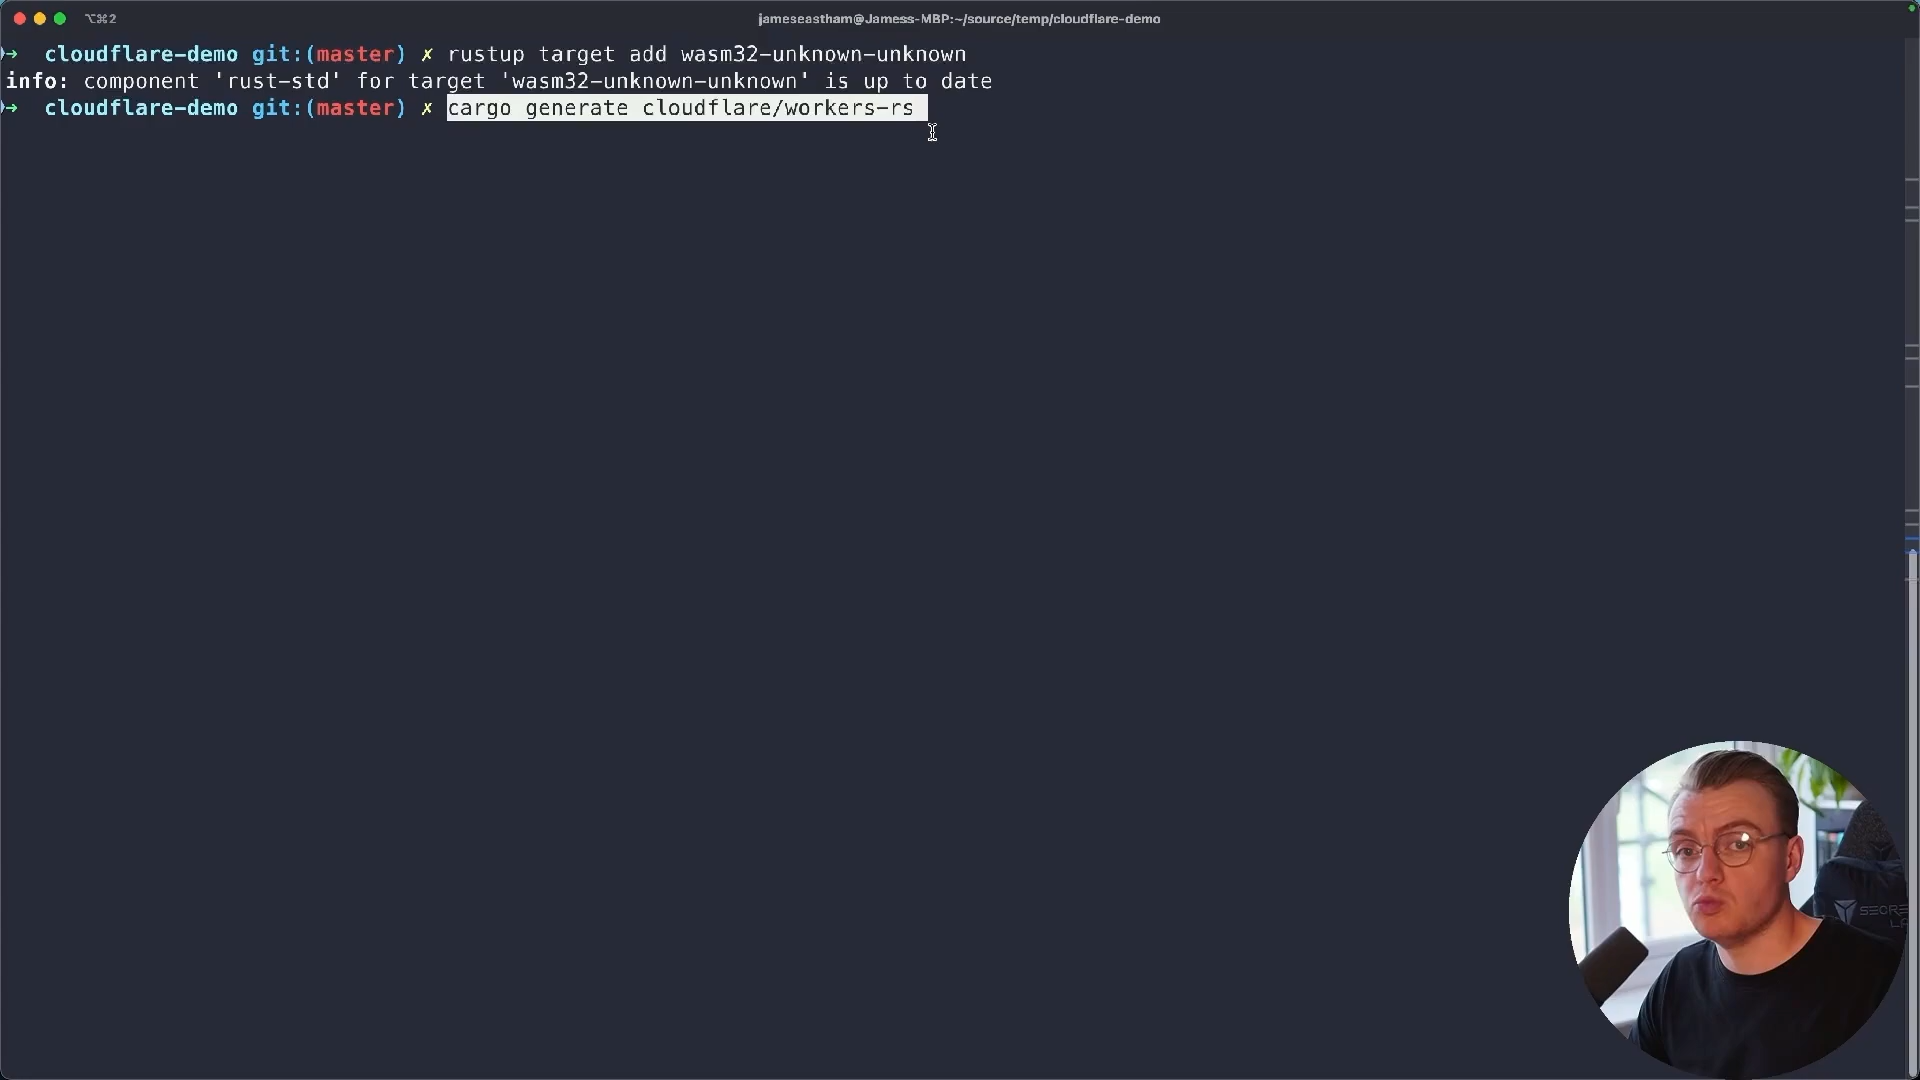 ⌥⌘2
jameseastham@Jamess-MBP:~/source/temp/cloudflare-demo
➜ cloudflare-demo git:(master) ✗ rustup target add wasm32-unknown-unknown
info: component 'rust-std' for target 'wasm32-unknown-unknown' is up to date
➜ cloudflare-demo git:(master) ✗ cargo generate cloudflare/workers-rs